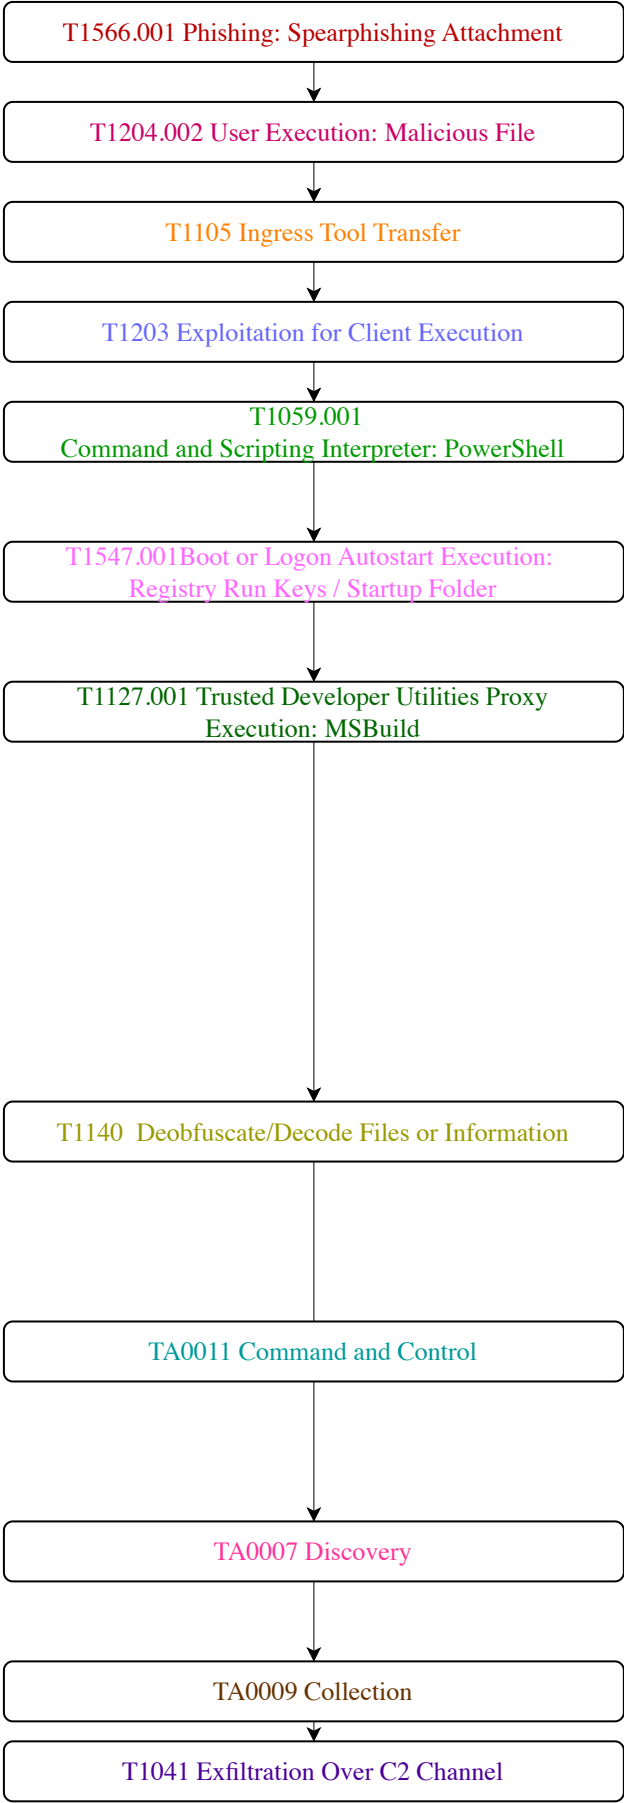 T1566.001 Phishing: Spearphishing Attachment
T1204.002 User Execution: Malicious File
T1105 Ingress Tool Transfer
T1203 Exploitation for Client Execution
T1059.001
Command and Scripting Interpreter: PowerShell
T1547.001Boot or Logon Autostart Execution:
Registry Run Keys / Startup Folder
T1127.001 Trusted Developer Utilities Proxy
Execution: MSBuild
T1140  Deobfuscate/Decode Files or Information
TA0011 Command and Control
TA0007 Discovery
TA0009 Collection
T1041 Exfiltration Over C2 Channel